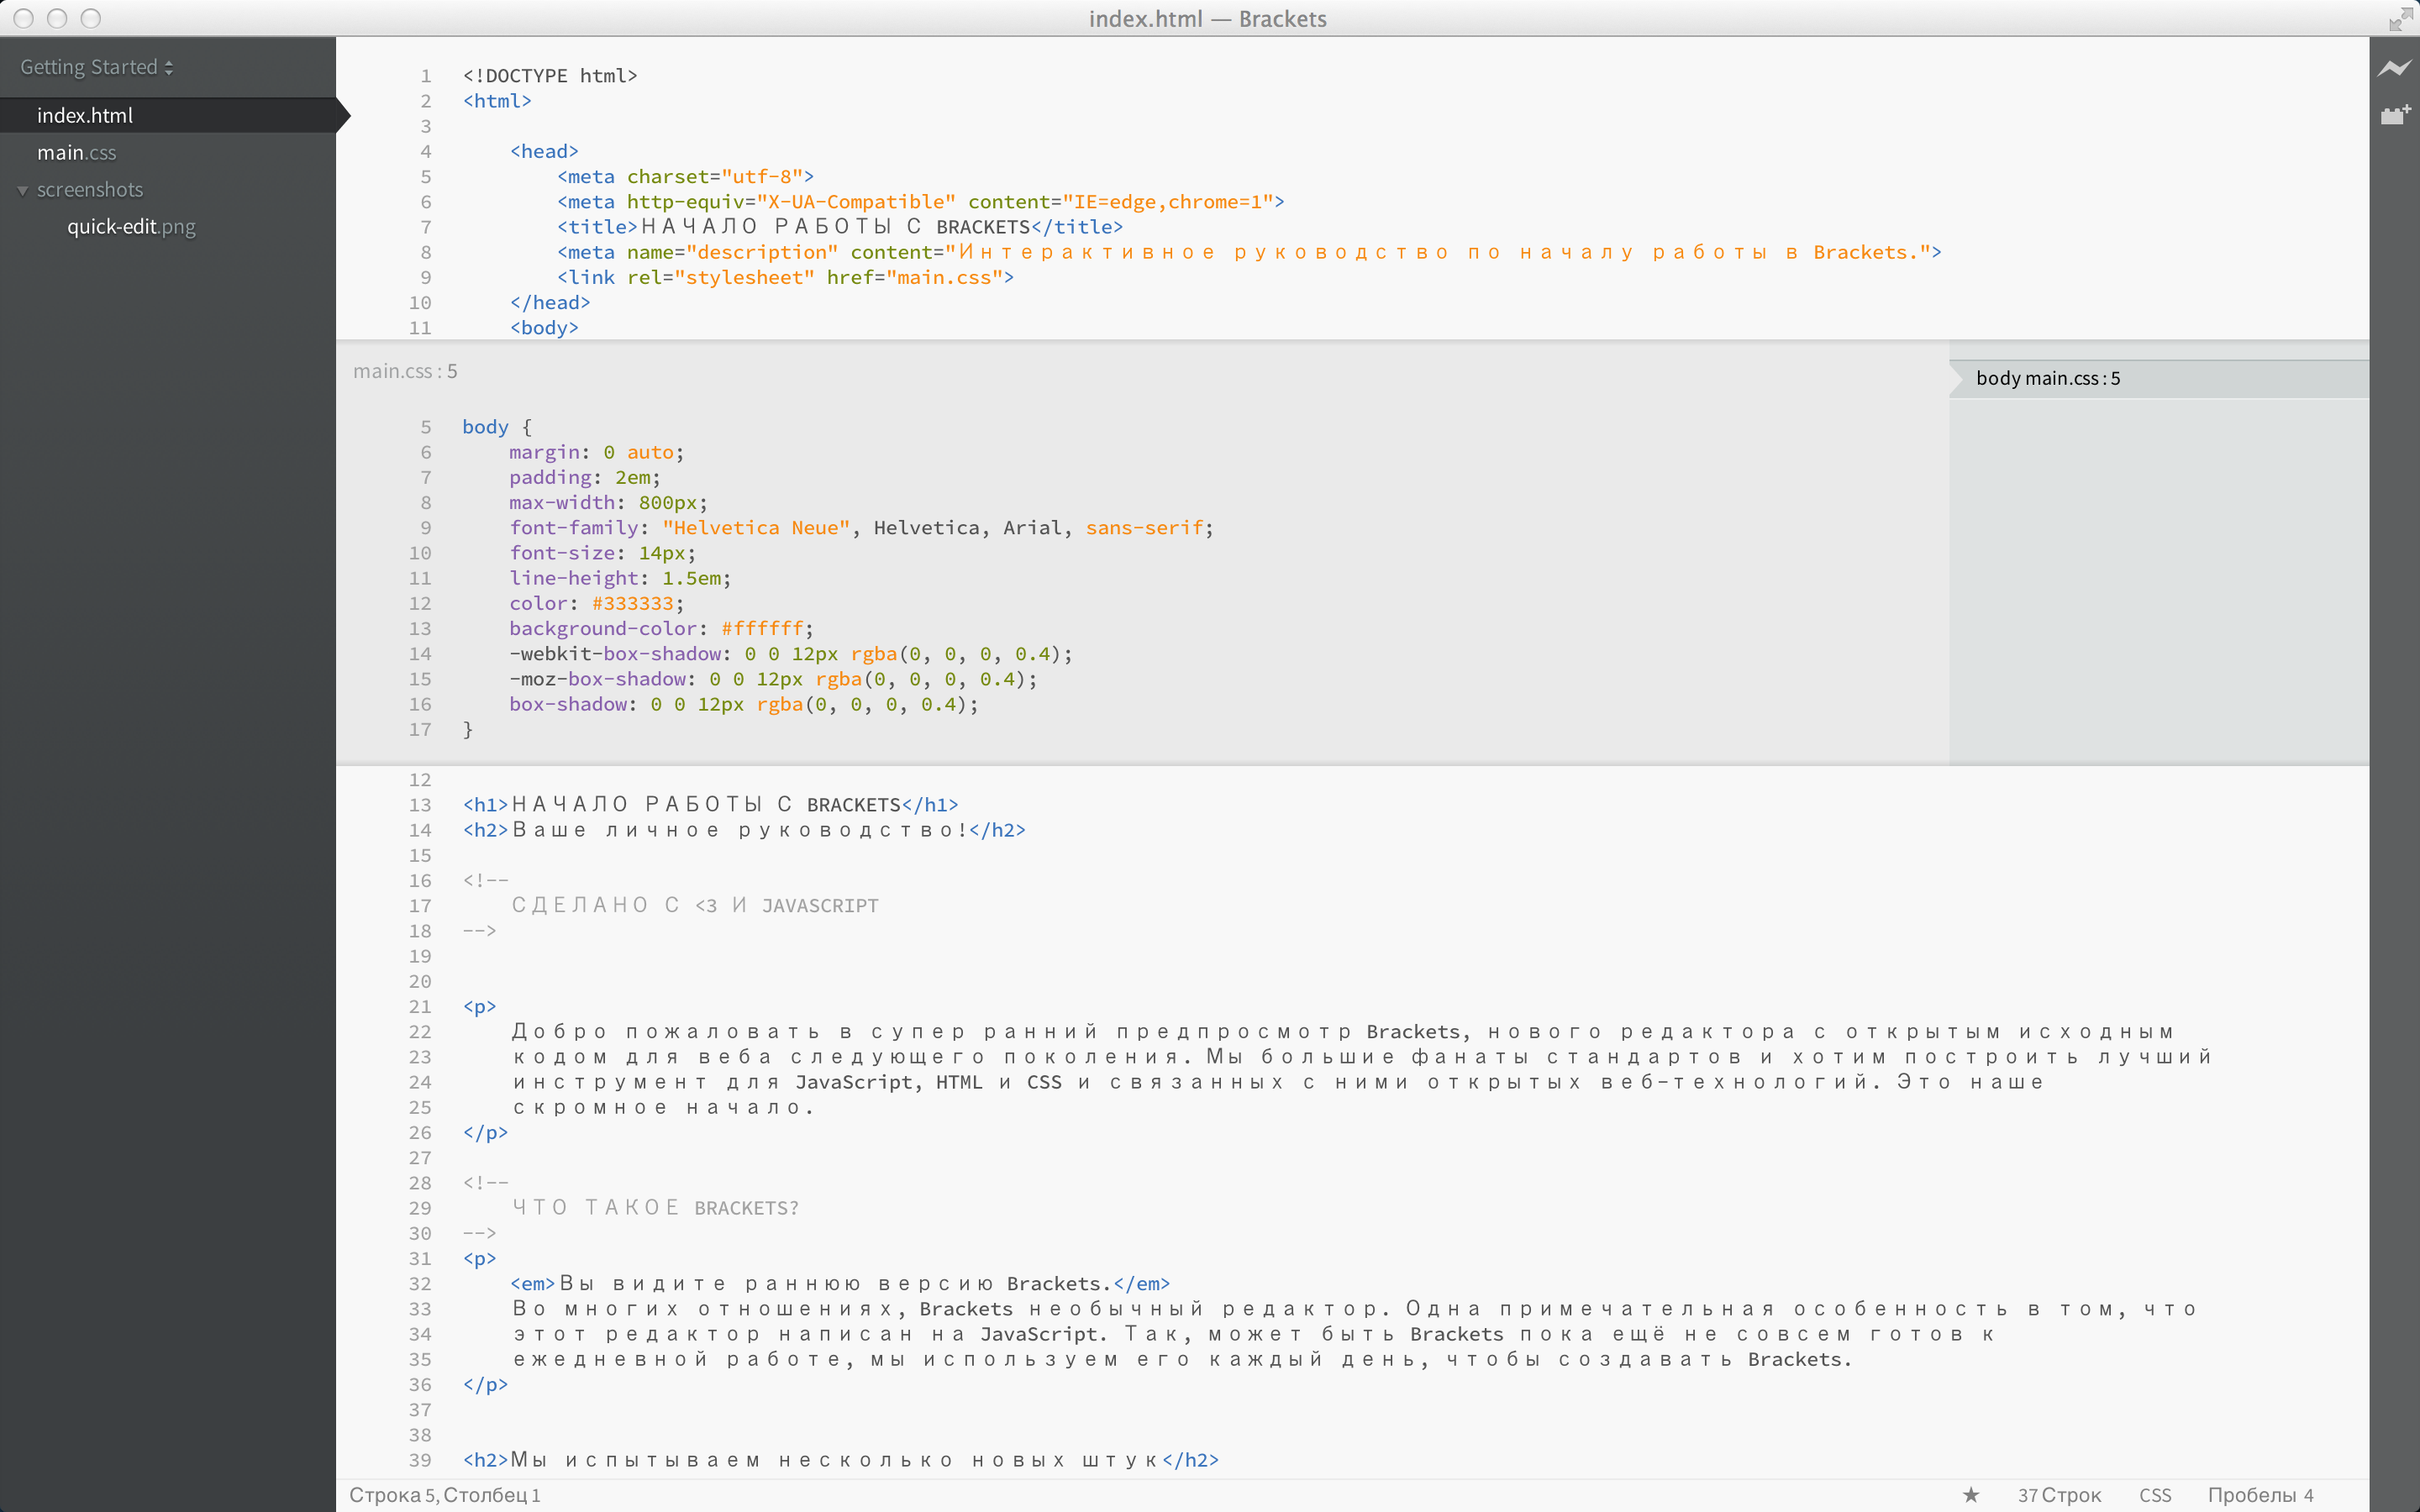 index.html — Brackets
Getting Started
index.html
main.css
screenshots
quick-edit.png
1 <!DOCTYPE html>
2 <html>
3
4 <head>
5 <meta charset="utf-8">
6 <meta http-equiv="X-UA-Compatible" content="IE=edge,chrome=1">
7 <title>НАЧАЛО РАБОТЫ С BRACKETS</title>
8 <meta name="description" content="Интерактивное руководство по началу работы в Brackets.">
9 <link rel="stylesheet" href="main.css">
10 </head>
11 <body>
main.css : 5
body main.css : 5
5 body {
6 margin: 0 auto;
7 padding: 2em;
8 max-width: 800px;
9 font-family: "Helvetica Neue", Helvetica, Arial, sans-serif;
10 font-size: 14px;
11 line-height: 1.5em;
12 color: #333333;
13 background-color: #ffffff;
14 -webkit-box-shadow: 0 0 12px rgba(0, 0, 0, 0.4);
15 -moz-box-shadow: 0 0 12px rgba(0, 0, 0, 0.4);
16 box-shadow: 0 0 12px rgba(0, 0, 0, 0.4);
17 }
12
13 <h1>НАЧАЛО РАБОТЫ С BRACKETS</h1>
14 <h2>Ваше личное руководство!</h2>
15
16 <!--
17 СДЕЛАНО С <3 И JAVASCRIPT
18 -->
19
20
21 <p>
22 Добро пожаловать в супер ранний предпросмотр Brackets, нового редактора с открытым исходным
23 кодом для веба следующего поколения. Мы большие фанаты стандартов и хотим построить лучший
24 инструмент для JavaScript, HTML и CSS и связанных с ними открытых веб-технологий. Это наше
25 скромное начало.
26 </p>
27
28 <!--
29 ЧТО ТАКОЕ BRACKETS?
30 -->
31 <p>
32 <em>Вы видите раннюю версию Brackets.</em>
33 Во многих отношениях, Brackets необычный редактор. Одна примечательная особенность в том, что
34 этот редактор написан на JavaScript. Так, может быть Brackets пока ещё не совсем готов к
35 ежедневной работе, мы используем его каждый день, чтобы создавать Brackets.
36 </p>
37
38
39 <h2>Мы испытываем несколько новых штук</h2>
Строка 5, Столбец 1
37 Строк CSS Пробелы 4